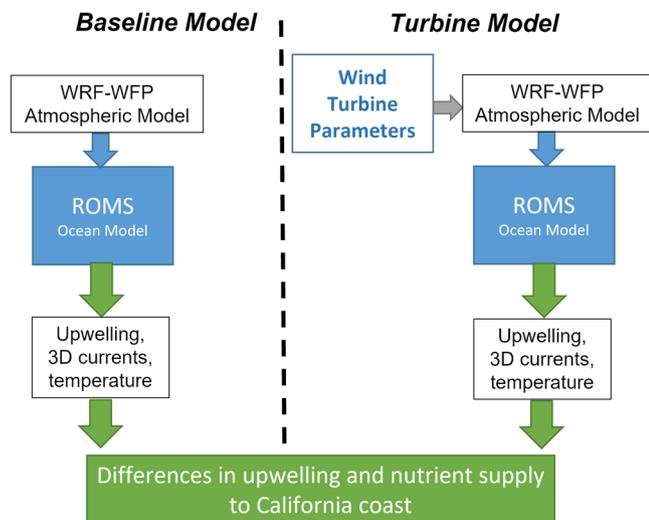 Baseline Model
Turbine Model
WRF-WFP
Atmospheric Model
ROMS
Ocean Model
Upwelling,
3D currents,
temperature
Wind
Turbine
Parameters
WRF-WFP
Atmospheric Model
ROMS
Ocean Model
Upwelling,
3D currents,
temperature
Differences in upwelling and nutrient supply
to California coast